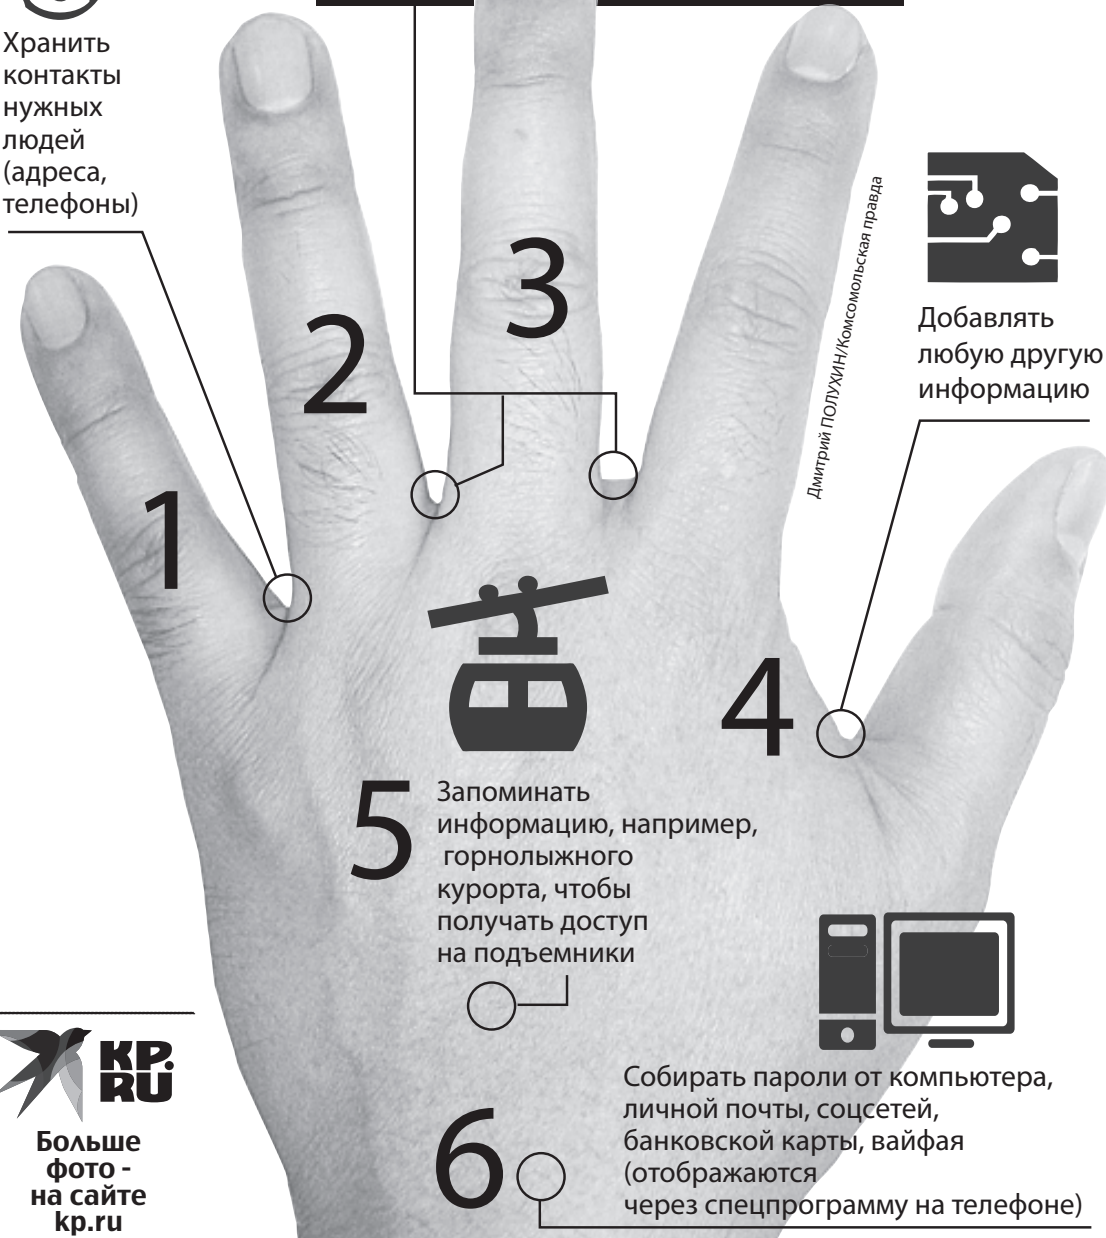 Хранить
контакты
нужных
людей
(адреса,
телефоны)
1
2
3
Дмитрий ПОЛУХИН/Комсомольская правда
Добавлять
любую другую
информацию
4
5
Запоминать
информацию, например,
горнолыжного
курорта, чтобы
получать доступ
на подъемники
6
Собирать пароли от компьютера,
личной почты, соцсетей,
банковской карты, вайфая
(отображаются
через спецпрограмму на телефоне)
KP.
RU
Больше
фото -
на сайте
kp.ru